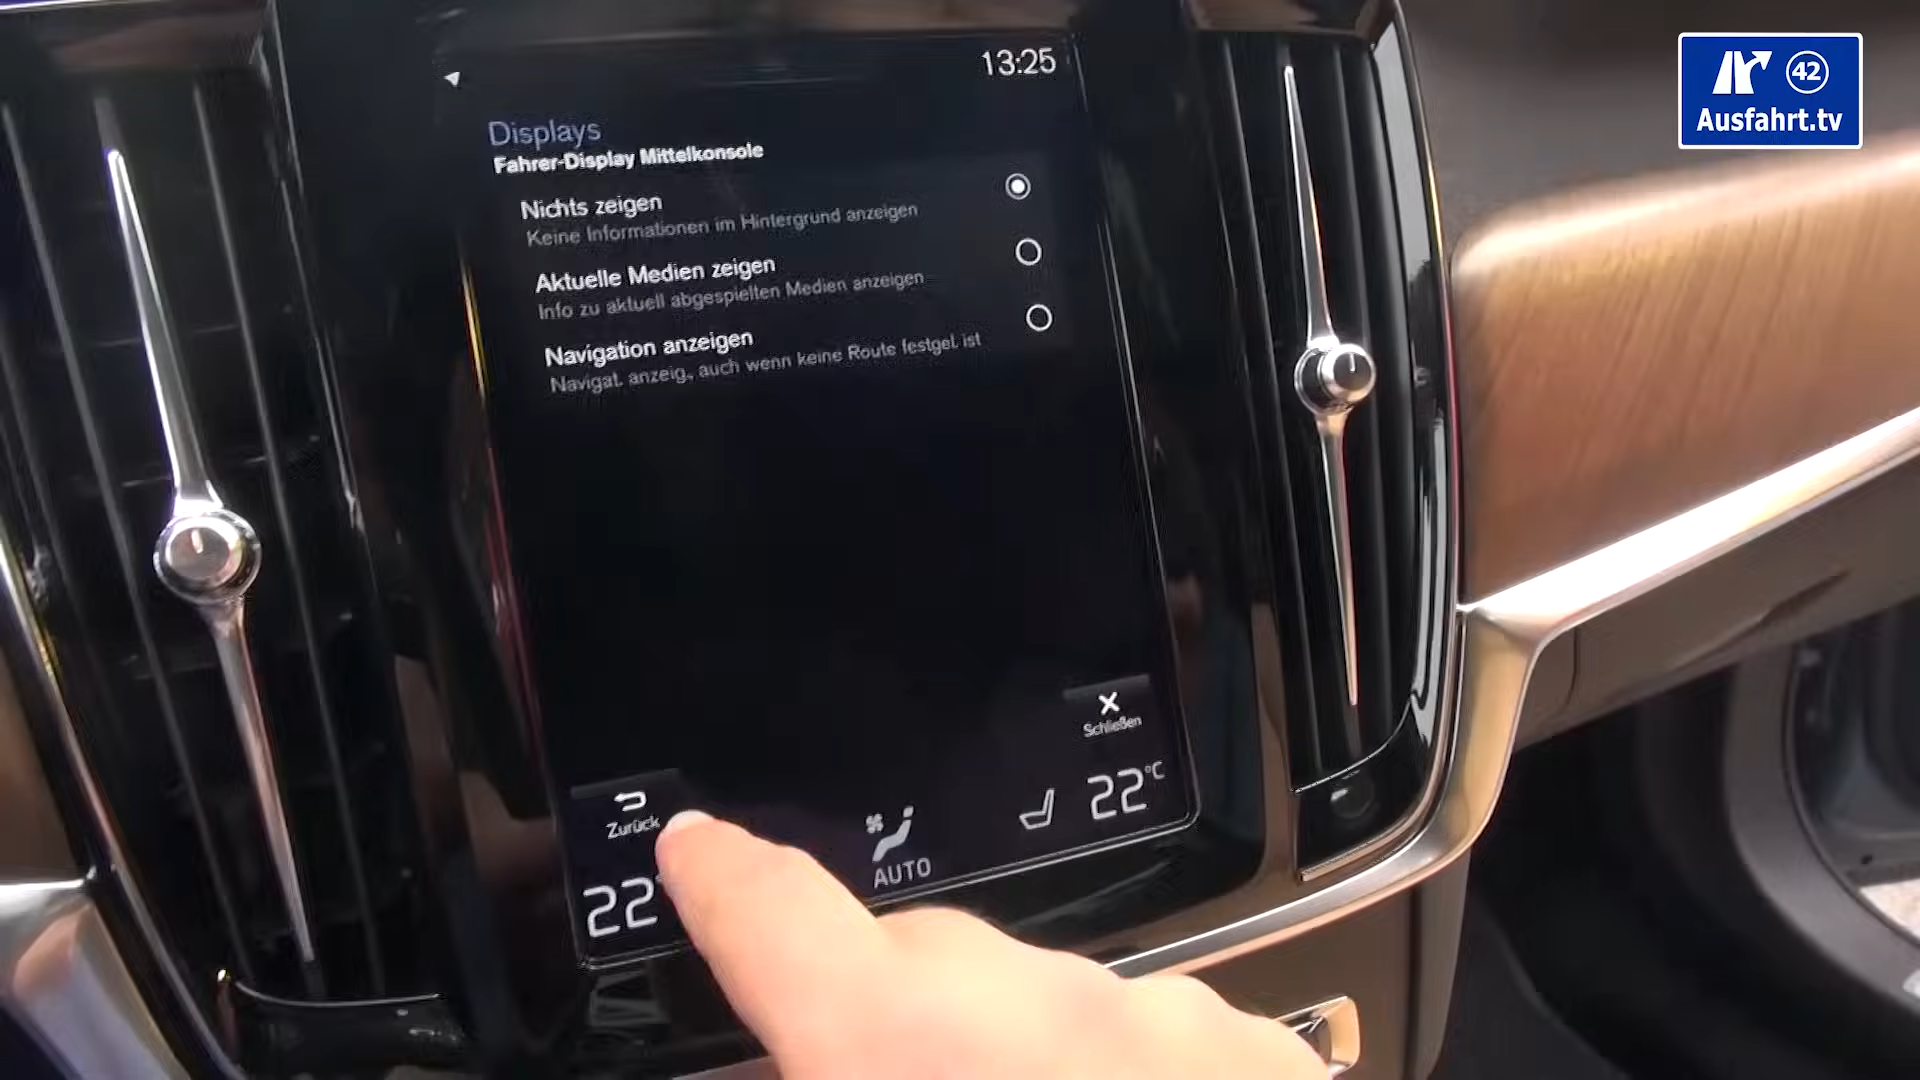 13:25
42
Ausfahrt.tv
Displays
Fahrer-Display Mittelkonsole
Nichts zeigen
Keine Informationen im Hintergrund anzeigen
Aktuelle Medien zeigen
Info zu aktuell abgespielten Medien anzeigen
Navigation anzeigen
Navigat. anzeig., auch wenn keine Route festgel. ist
Schließen
Zurück
22
AUTO
22°C